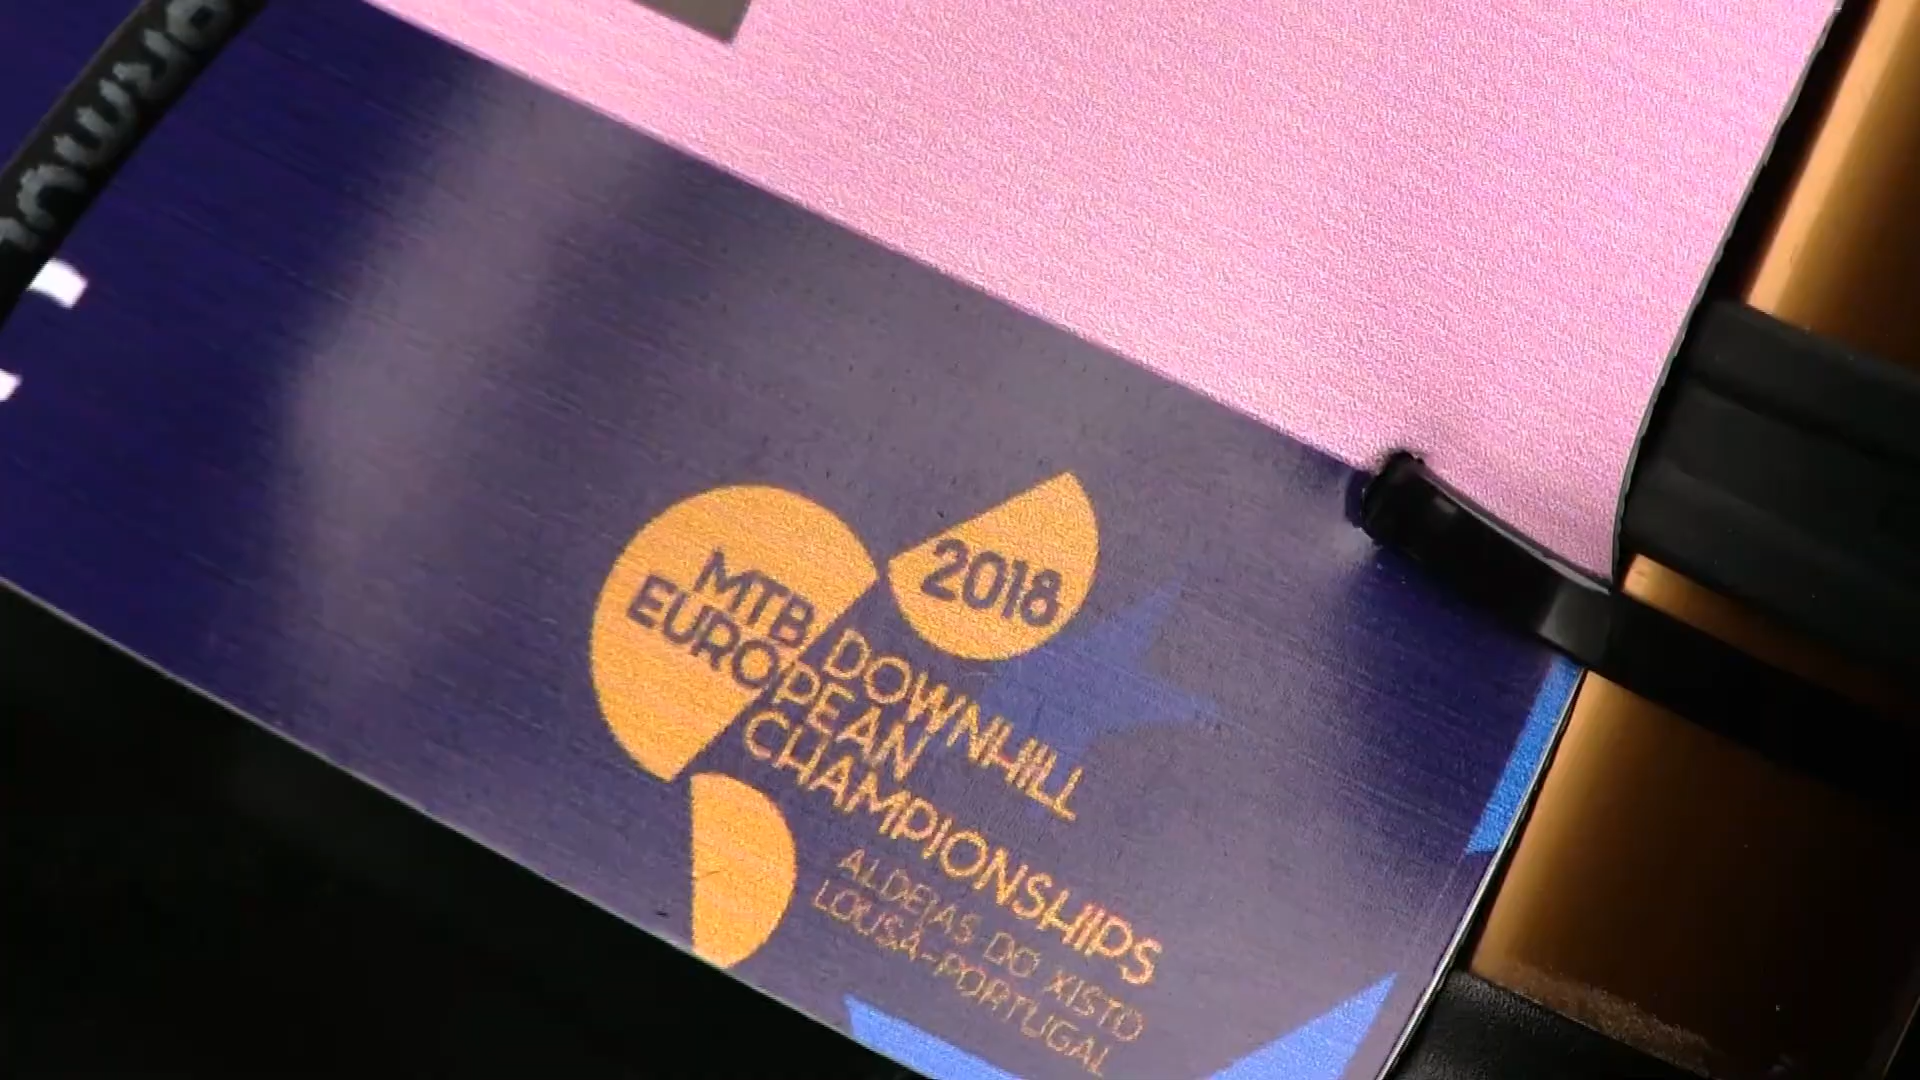 2018
MTB DOWNHILL
EUROPEAN
CHAMPIONSHIPS
ALDEIAS DO XISTO
LOUSÃ-PORTUGAL